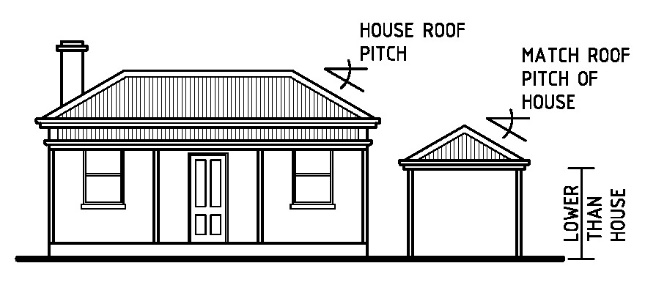 HOUSE ROOF
PITCH
MATCH ROOF
PITCH OF
HOUSE
LOWER
THAN
HOUSE